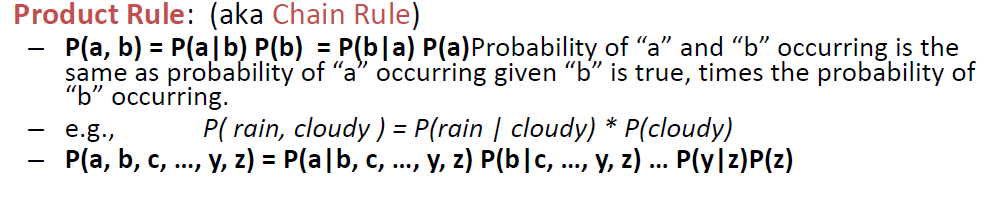 Product Rule:  (aka Chain Rule)
– P(a, b) = P(a|b) P(b)  = P(b|a) P(a)Probability of “a” and “b” occurring is the
same as probability of “a” occurring given “b” is true, times the probability of
“b” occurring.
– e.g., P( rain, cloudy ) = P(rain | cloudy) * P(cloudy)
– P(a, b, c, …, y, z) = P(a|b, c, …, y, z) P(b|c, …, y, z) … P(y|z)P(z)